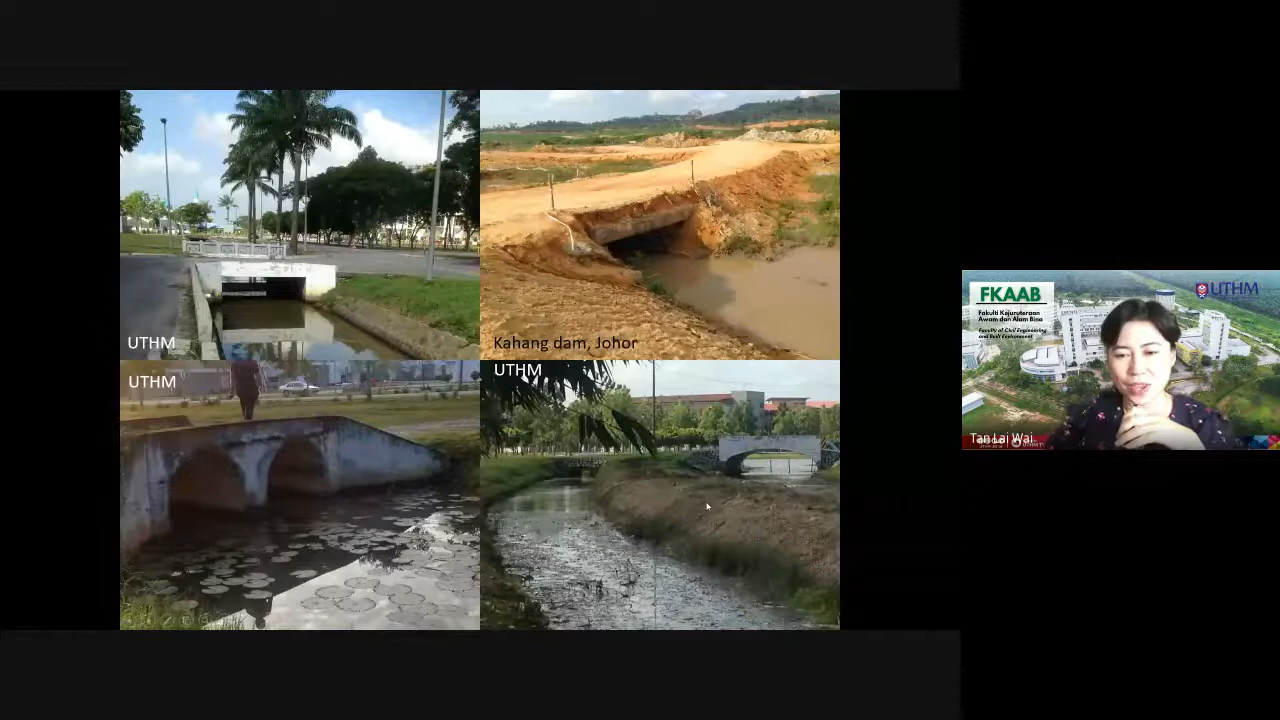 UTHM
Kahang dam, Johor
UTHM
UTHM
FKAAB
Fakulti Kejuruteraan
Awam dan Alam Bina
Faculty of Civil Engineering
and Built Environment
UTHM
Tan Lai Wai